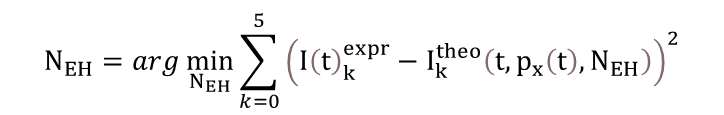 N_EH = arg min_{N_EH} ∑_{k=0}^{5} (I(t)_k^{expr} − I_k^{theo}(t, p_x(t), N_EH))^2